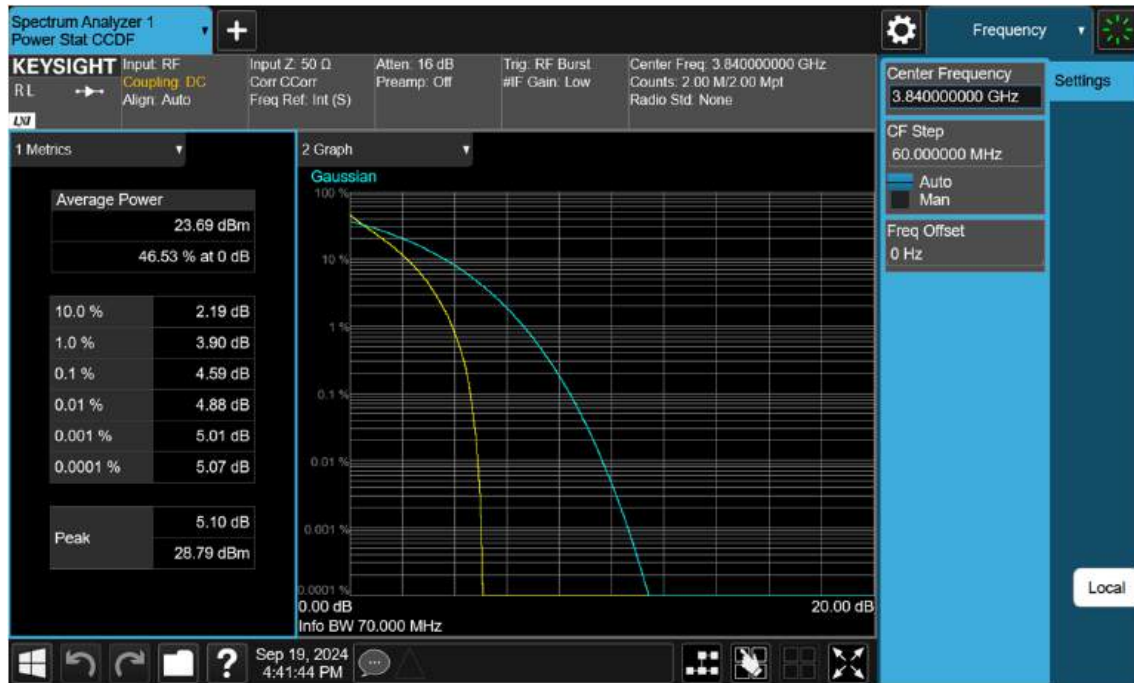 Spectrum Analyzer 1
Power Stat CCDF
Frequency
KEYSIGHT
R L
LXI
Input: RF
Coupling: DC
Align: Auto
Input Z: 50 Ω
Corr CCorr
Freq Ref: Int (S)
Atten: 16 dB
Preamp: Off
Trig: RF Burst
#IF Gain: Low
Center Freq: 3.840000000 GHz
Counts: 2.00 M/2.00 Mpt
Radio Std: None
Center Frequency
3.840000000 GHz
Settings
CF Step
60.000000 MHz
Auto
Man
Freq Offset
0 Hz
Local
1 Metrics
Average Power
23.69 dBm
46.53 % at 0 dB
10.0 % 2.19 dB
1.0 % 3.90 dB
0.1 % 4.59 dB
0.01 % 4.88 dB
0.001 % 5.01 dB
0.0001 % 5.07 dB
Peak
5.10 dB
28.79 dBm
2 Graph
Gaussian
100 %
10 %
1 %
0.1 %
0.01 %
0.001 %
0.0001 %
0.00 dB
20.00 dB
Info BW 70.000 MHz
?
Sep 19, 2024
4:41:44 PM